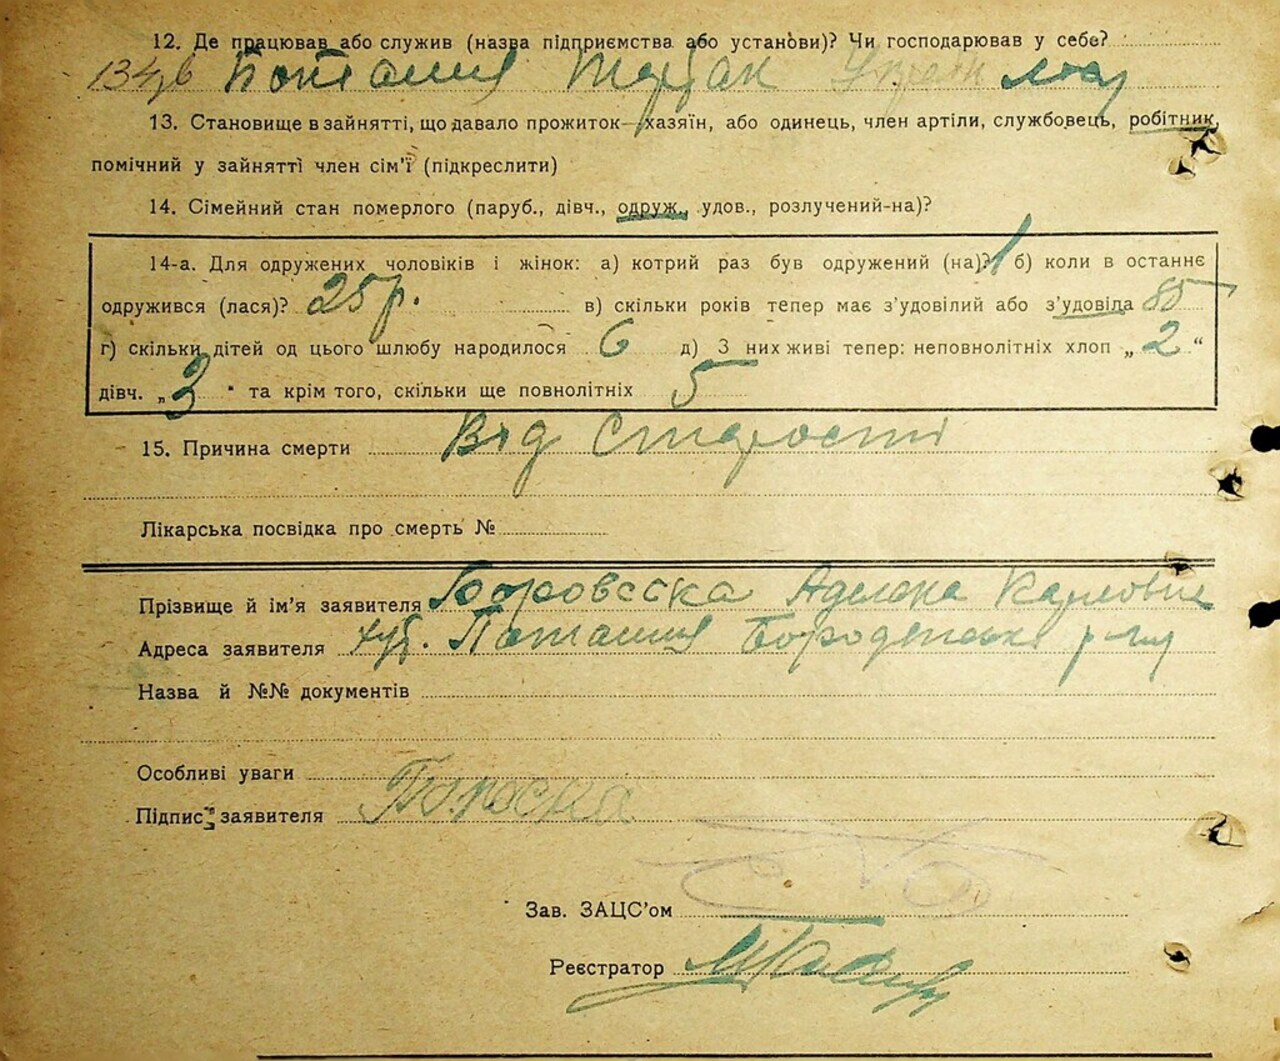 12. Де працював або служив (назва підприємства або установи)? Чи господарював у себе?
13. Становище в зайнятті, що давало прожиток—хазяїн, або одинець, член артіли, службовець, робітник,
помічний у зайнятті член сім'ї (підкреслити)
14. Сімейний стан померлого (паруб., дівч., одруж., удов., розлучений-на)?
14-а. Для одружених чоловіків і жінок: а) котрий раз був одружений (на)? 1 б) коли в останнє
одружився (лася)? 25 р. в) скільки років тепер має з'удовілий або з'удовіла 85
г) скільки дітей од цього шлюбу народилося 6 д) З них живі тепер: неповнолітніх хлоп „ 2 “
дівч. „ 3 “ та крім того, скільки ще повнолітніх 5
15. Причина смерти Від Старости
Лікарська посвідка про смерть №
Прізвище й ім'я заявителя Карловна
Адреса заявителя хут.
Назва й №№ документів
Особливі уваги
Підпис заявителя
Зав. ЗАЦС'ом
Реєстратор